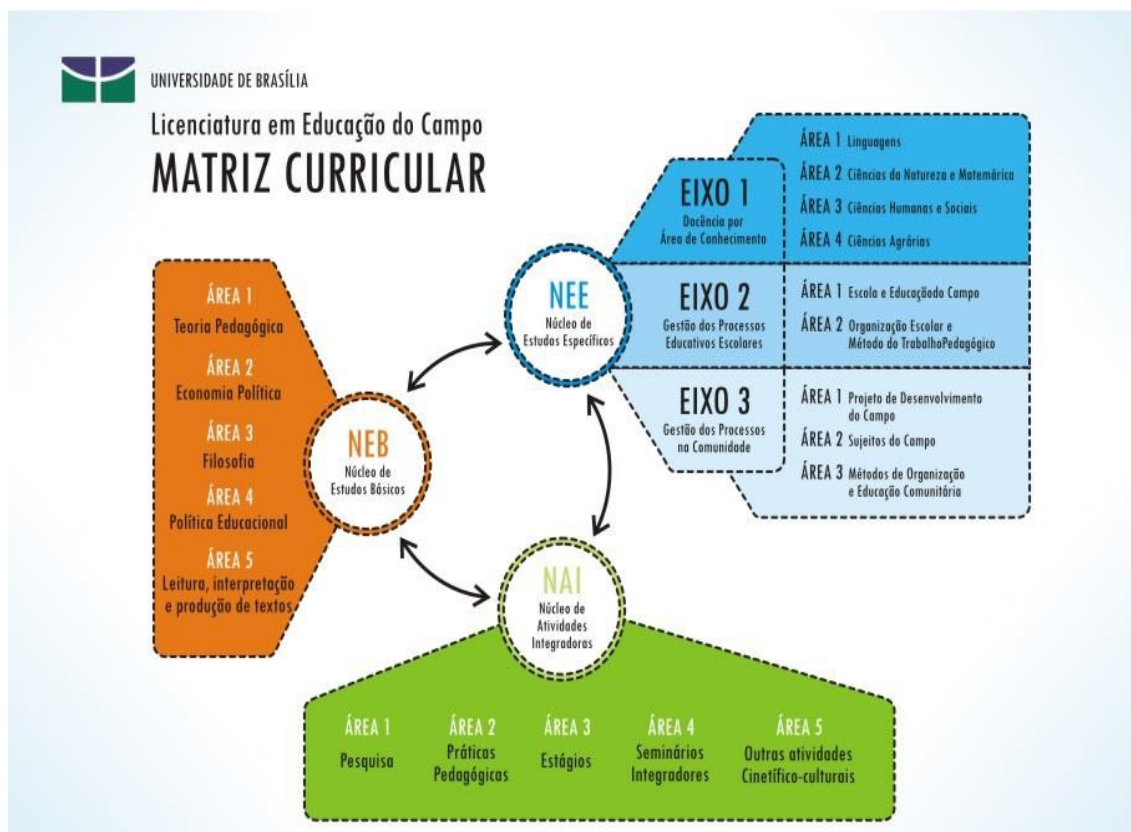 UNIVERSIDADE DE BRASÍLIA
Licenciatura em Educação do Campo
MATRIZ CURRICULAR
ÁREA 1
Teoria Pedagógica
ÁREA 2
Economia Política
ÁREA 3
Filosofia
ÁREA 4
Política Educacional
ÁREA 5
Leitura, interpretação
e produção de textos
NEB
Núcleo de
Estudos Básicos
NEE
Núcleo de
Estudos Específicos
EIXO 1
Docência por
Área de Conhecimento
ÁREA 1 Linguagens
ÁREA 2 Ciências da Natureza e Matemárica
ÁREA 3 Ciências Humanas e Sociais
ÁREA 4 Ciências Agrárias
EIXO 2
Gestão dos Processos
Educativos Escolares
ÁREA 1 Escola e Educaçãodo Campo
ÁREA 2 Organização Escolar e
Método do TrabalhoPedagógico
EIXO 3
Gestão dos Processos
na Comunidade
ÁREA 1 Projeto de Desenvolvimento
do Campo
ÁREA 2 Sujeitos do Campo
ÁREA 3 Métodos de Organização
e Educação Comunitária
NAI
Núcleo de
Atividades
Integradoras
ÁREA 1
Pesquisa
ÁREA 2
Práticas
Pedagógicas
ÁREA 3
Estágios
ÁREA 4
Seminários
Integradores
ÁREA 5
Outras atividades
Cinetífico-culturais